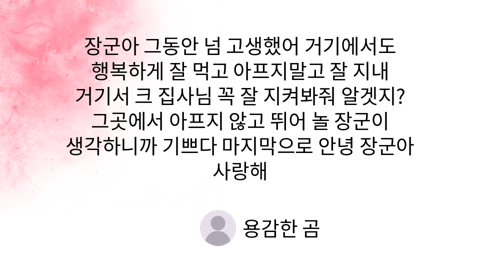 장군아 그동안 넘 고생했어 거기에서도
행복하게 잘 먹고 아프지말고 잘 지내
거기서 크 집사님 꼭 잘 지켜봐줘 알겟지?
그곳에서 아프지 않고 뛰어 놀 장군이
생각하니까 기쁘다 마지막으로 안녕 장군아
사랑해
용감한 곰